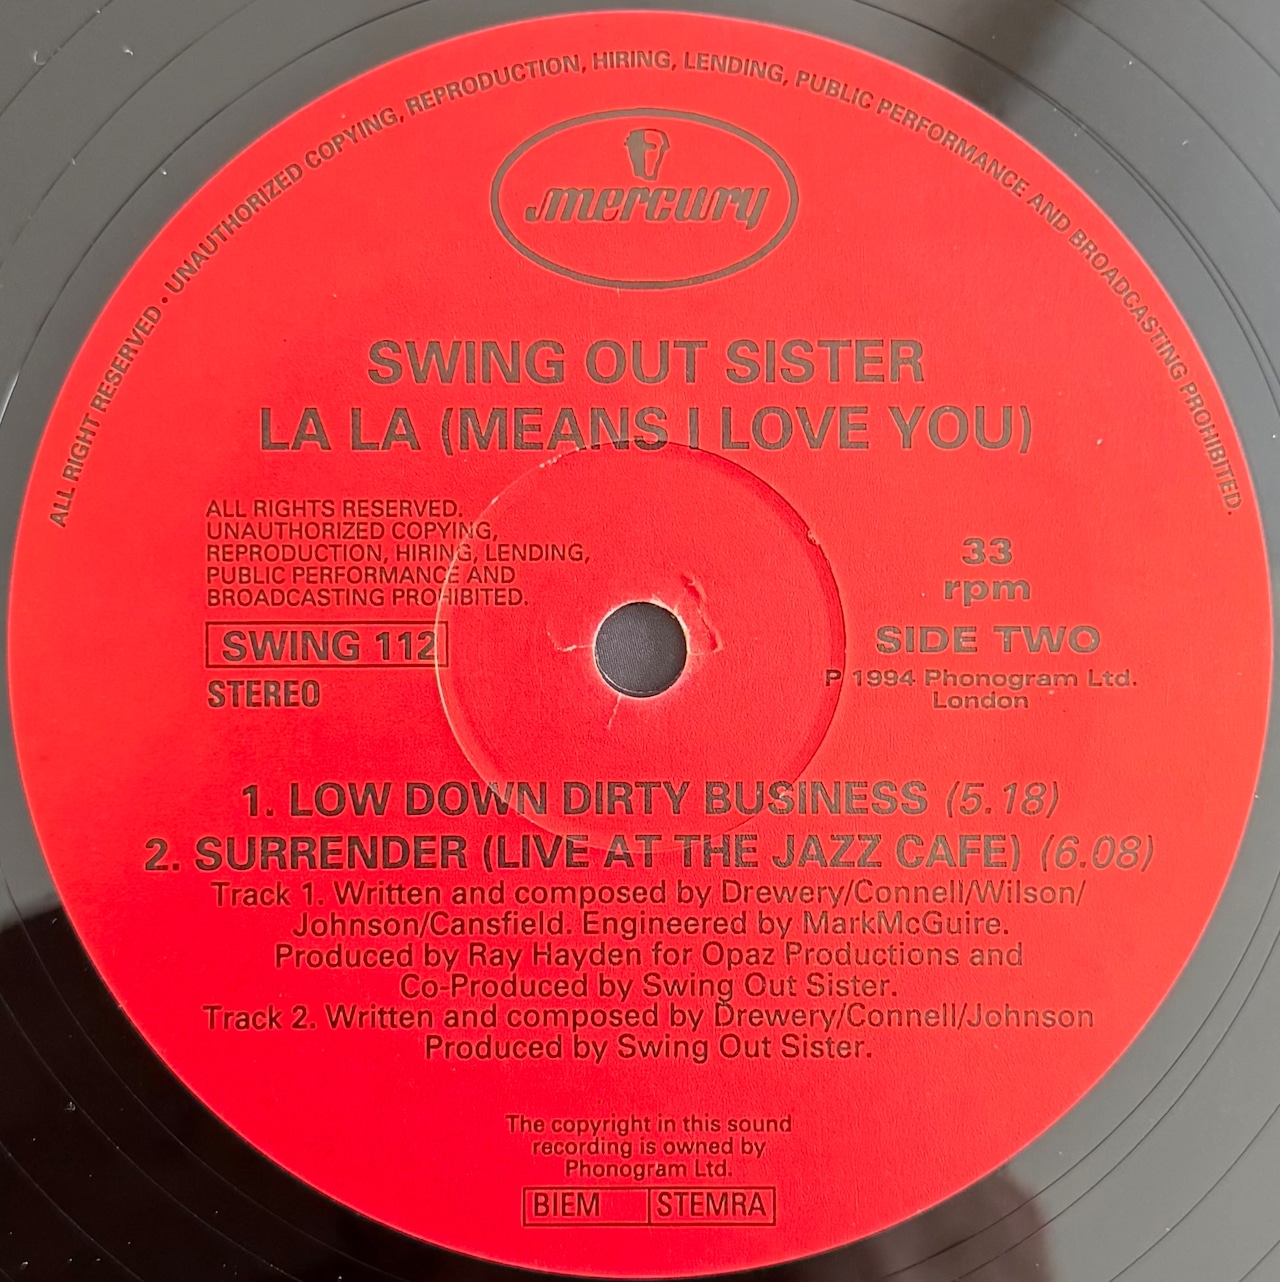 ALL RIGHT RESERVED • UNAUTHORIZED COPYING, REPRODUCTION, HIRING, LENDING, PUBLIC PERFORMANCE AND BROADCASTING PROHIBITED.
mercury
SWING OUT SISTER
LA LA (MEANS I LOVE YOU)
ALL RIGHTS RESERVED.
UNAUTHORIZED COPYING,
REPRODUCTION, HIRING, LENDING,
PUBLIC PERFORMANCE AND
BROADCASTING PROHIBITED.
SWING 112
STEREO
33
rpm
SIDE TWO
P 1994 Phonogram Ltd.
London
1. LOW DOWN DIRTY BUSINESS (5.18)
2. SURRENDER (LIVE AT THE JAZZ CAFE) (6.08)
Track 1. Written and composed by Drewery/Connell/Wilson/
Johnson/Cansfield. Engineered by MarkMcGuire.
Produced by Ray Hayden for Opaz Productions and
Co-Produced by Swing Out Sister.
Track 2. Written and composed by Drewery/Connell/Johnson
Produced by Swing Out Sister.
The copyright in this sound
recording is owned by
Phonogram Ltd.
BIEM STEMRA